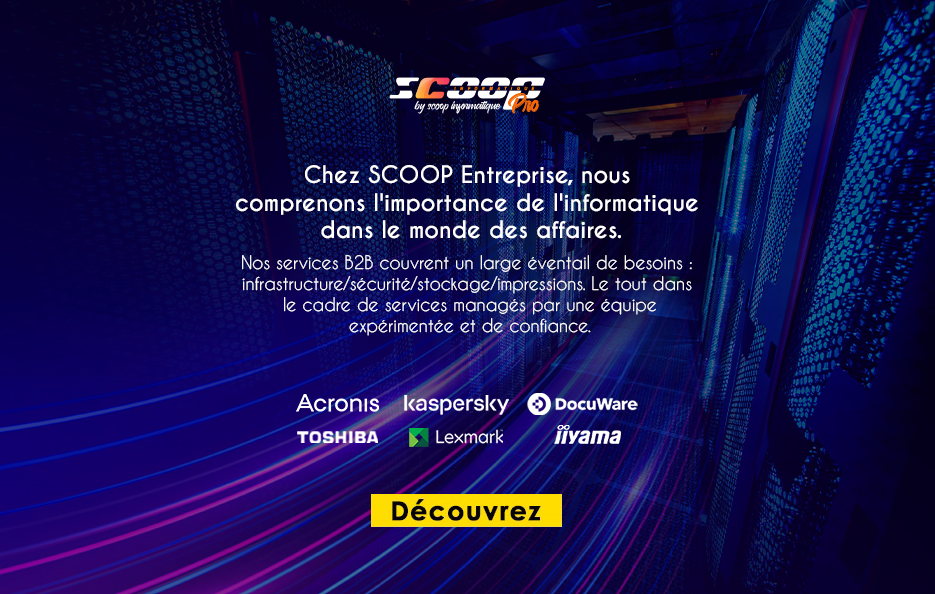 SCOOP
INFORMATIQUE
by scoop informatique Pro
Chez SCOOP Entreprise, nous
comprenons l'importance de l'informatique
dans le monde des affaires.
Nos services B2B couvrent un large éventail de besoins :
infrastructure/sécurité/stockage/impressions. Le tout dans
le cadre de services managés par une équipe
expérimentée et de confiance.
Acronis kaspersky DocuWare
TOSHIBA Lexmark iiyama
Découvrez